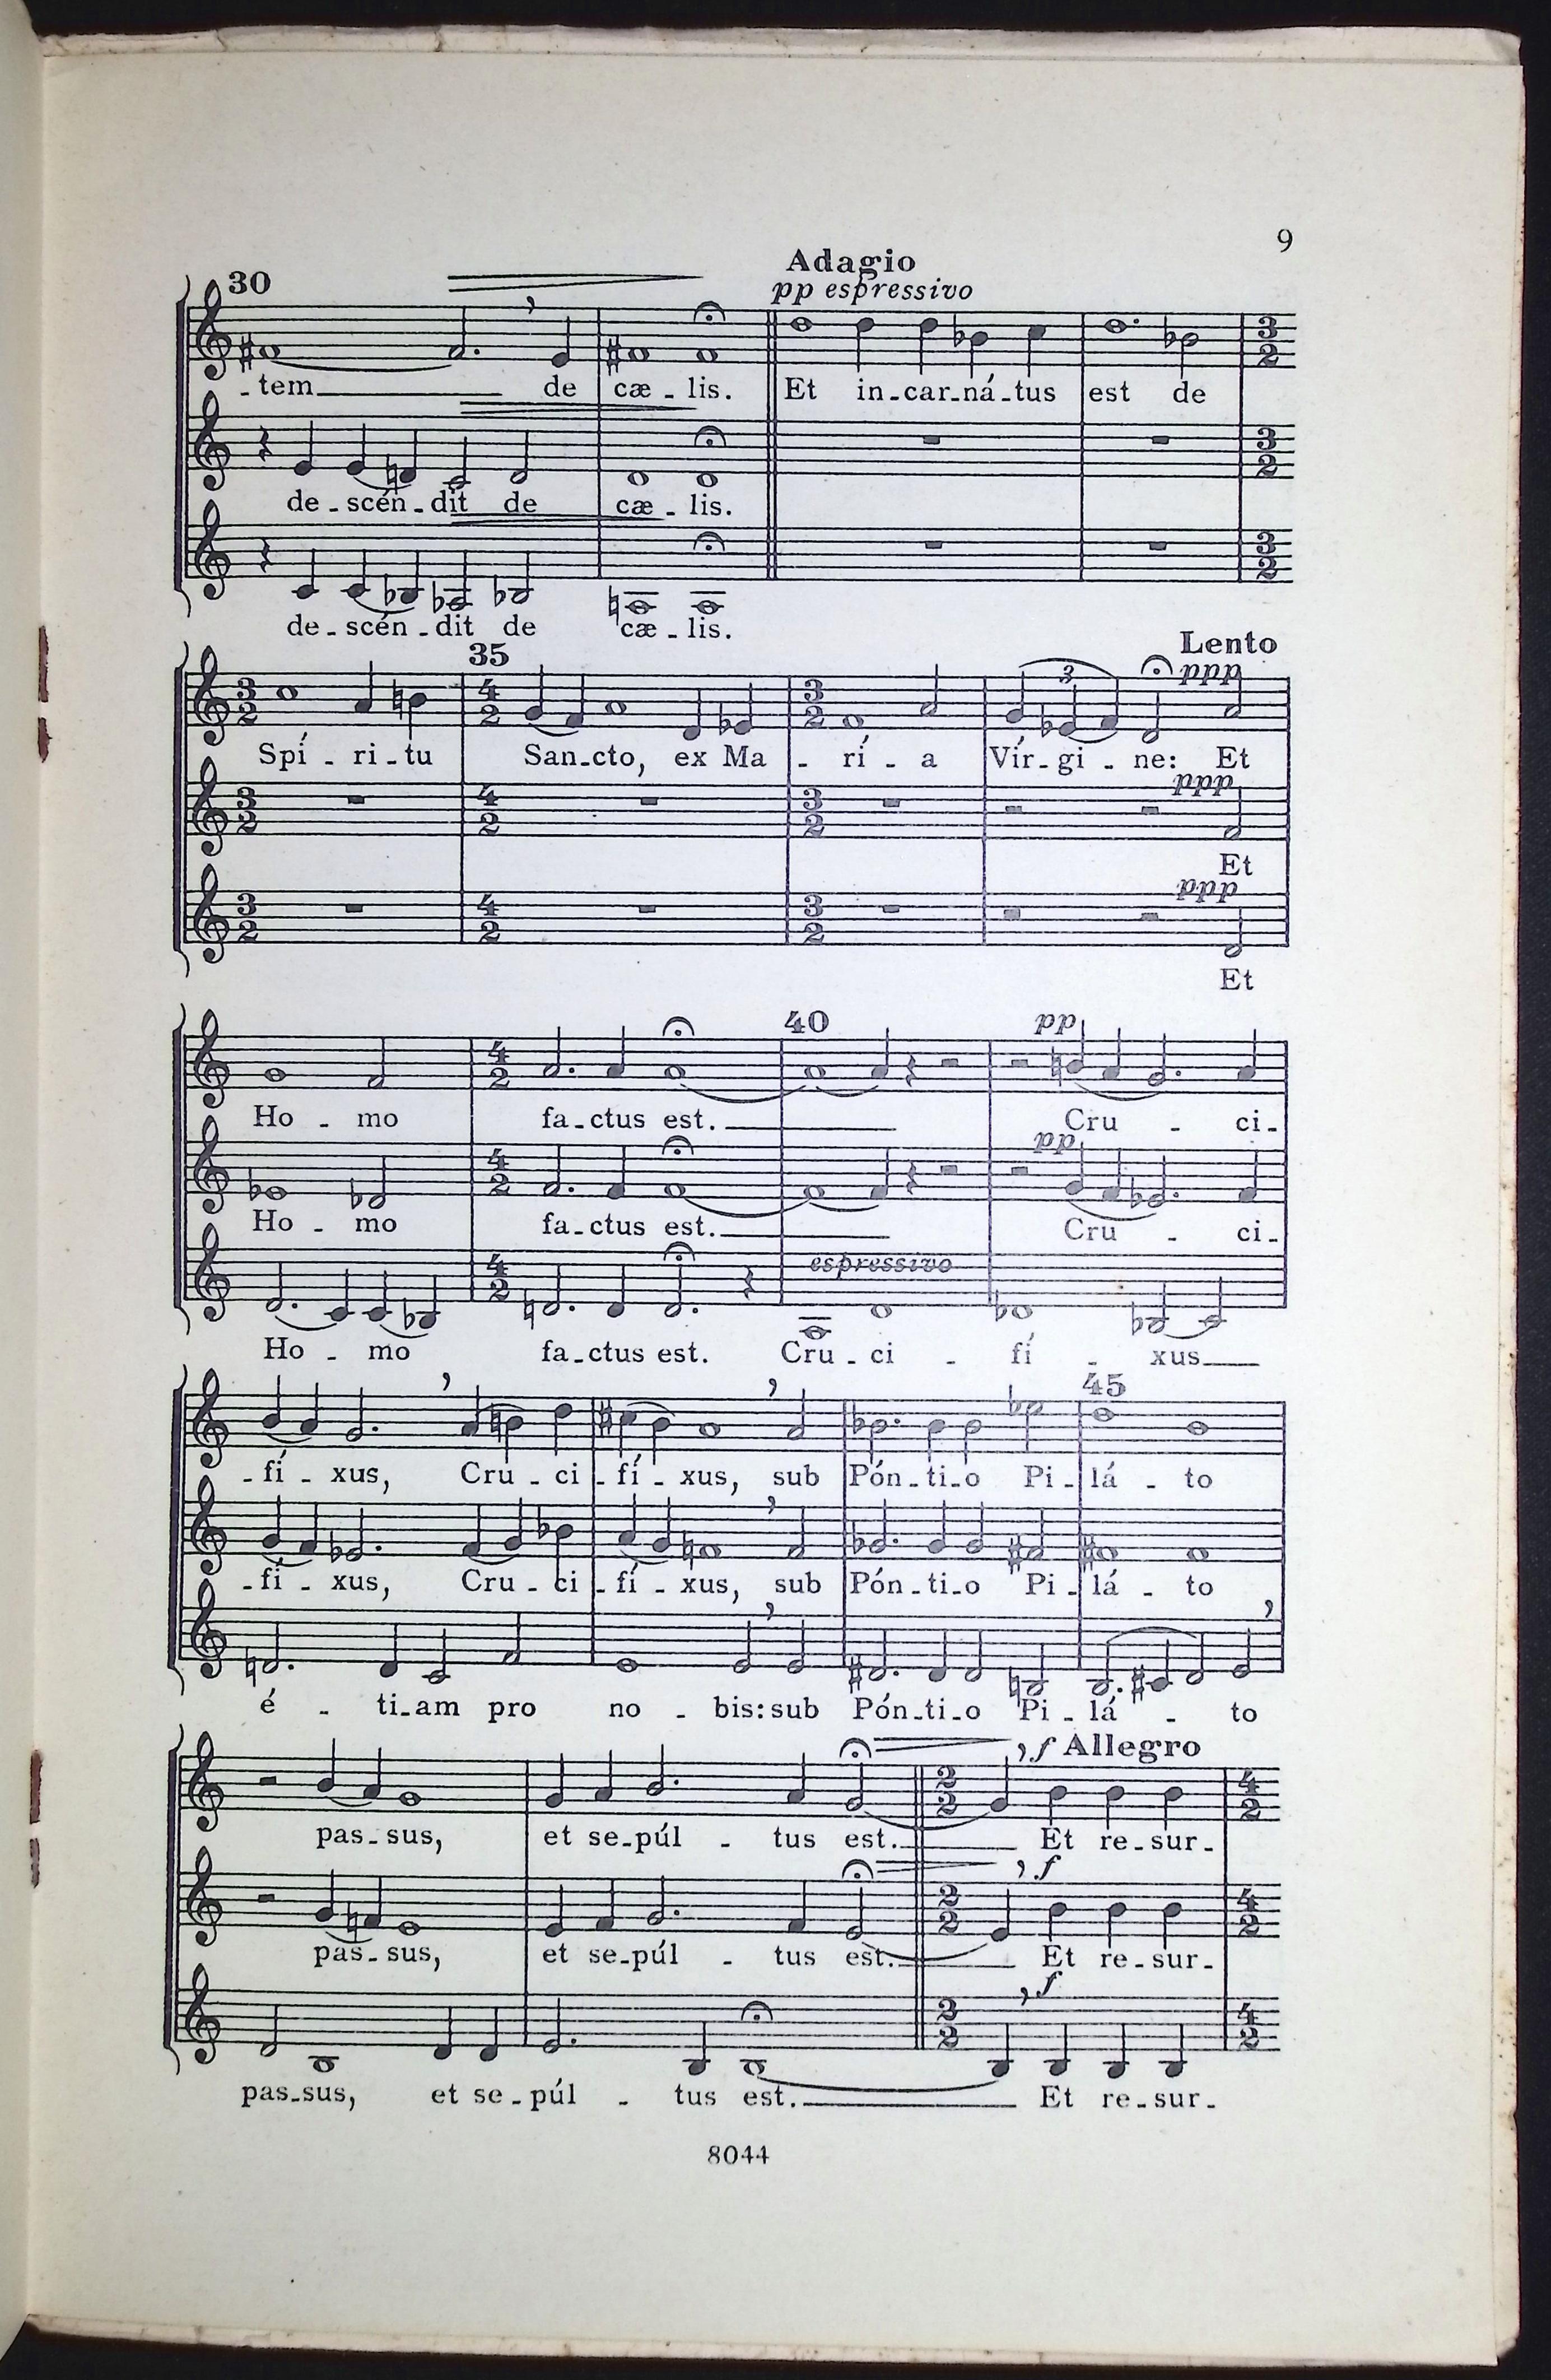 9
Adagio
30
pp espressivo
-tem de cæ-lis. Et in-car-ná-tus est de
de-scén-dit de cæ-lis.
de-scén-dit de cæ-lis.
Lento
35
ppp
3
Spí-ri-tu San-cto, ex Ma-rí-a Vír-gi-ne: Et
ppp
Et
ppp
Et
40
pp
Ho-mo fa-ctus est. Cru-ci-
pp
Ho-mo fa-ctus est. Cru-ci-
espressivo
Ho-mo fa-ctus est. Cru-ci-fí-xus
45
-fí-xus, Cru-ci-fí-xus, sub Pón-ti-o Pi-lá-to
-fí-xus, Cru-ci-fí-xus, sub Pón-ti-o Pi-lá-to
é-ti-am pro no-bis: sub Pón-ti-o Pi-lá-to
f Allegro
pas-sus, et se-púl-tus est. Et re-sur-
f
pas-sus, et se-púl-tus est. Et re-sur-
f
pas-sus, et se-púl-tus est. Et re-sur-
8044